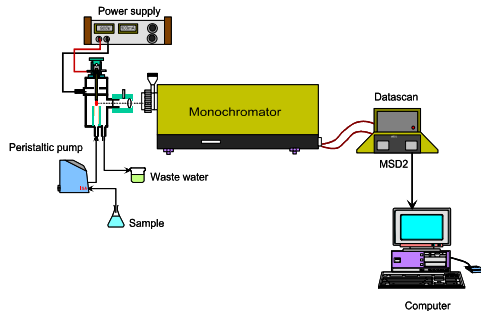 Power supply
Monochromator
Datascan
Peristaltic pump
MSD2
Waste water
Sample
Computer